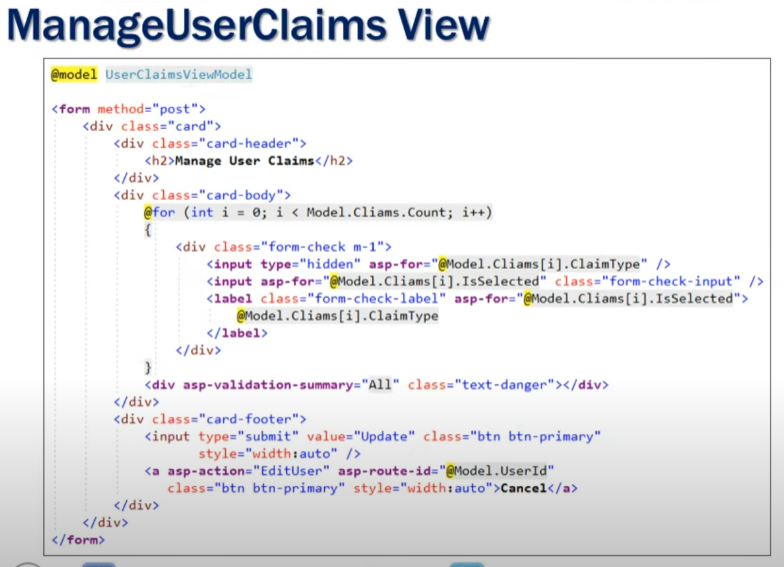 ManageUserClaims View
@model UserClaimsViewModel
<form method="post">
<div class="card">
<div class="card-header">
<h2>Manage User Claims</h2>
</div>
<div class="card-body">
@for (int i = 0; i < Model.Cliams.Count; i++)
{
<div class="form-check m-1">
<input type="hidden" asp-for="@Model.Cliams[i].ClaimType" />
<input asp-for="@Model.Cliams[i].IsSelected" class="form-check-input" />
<label class="form-check-label" asp-for="@Model.Cliams[i].IsSelected">
@Model.Cliams[i].ClaimType
</label>
</div>
}
<div asp-validation-summary="All" class="text-danger"></div>
</div>
<div class="card-footer">
<input type="submit" value="Update" class="btn btn-primary"
style="width:auto" />
<a asp-action="EditUser" asp-route-id="@Model.UserId"
class="btn btn-primary" style="width:auto">Cancel</a>
</div>
</div>
</form>